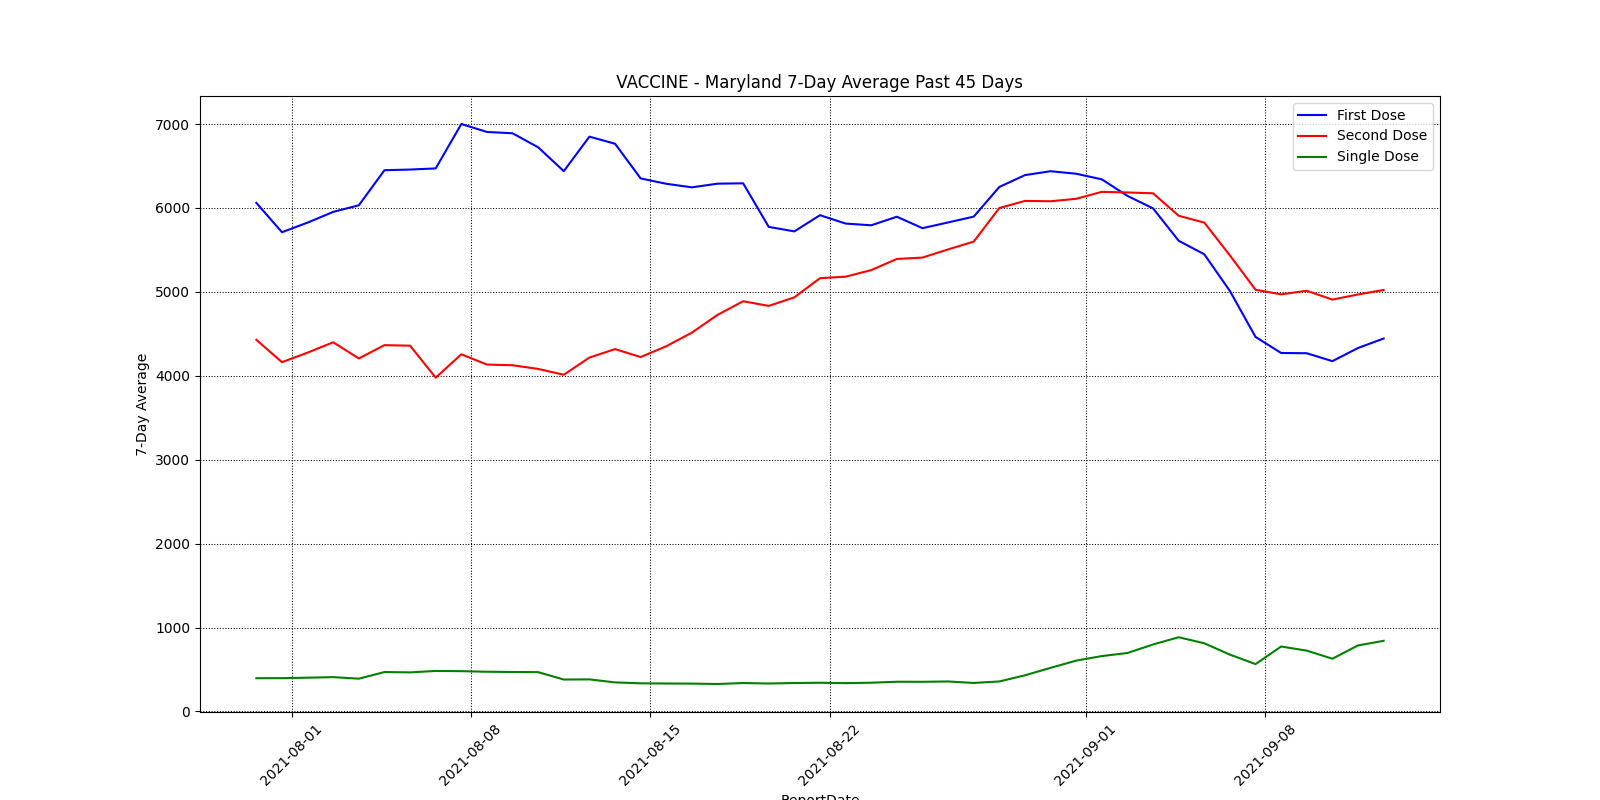 VACCINE - Maryland 7-Day Average Past 45 Days
First Dose
Second Dose
Single Dose
7-Day Average
7000
6000
5000
4000
3000
2000
1000
0
2021-08-01
2021-08-08
2021-08-15
2021-08-22
2021-09-01
2021-09-08
ReportDate